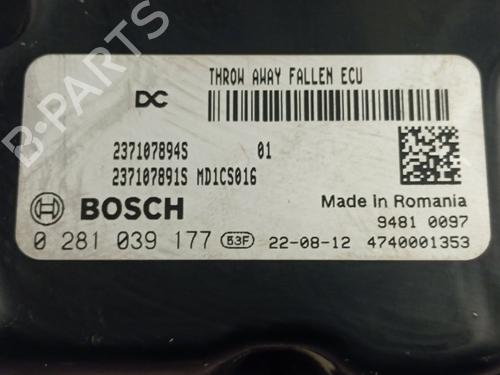 THROW AWAY FALLEN ECU
DC
237107894S 01
237107891S MD1CS016
BOSCH
Made in Romania
9481 0097
0 281 039 177 53F 22-08-12 4740001353